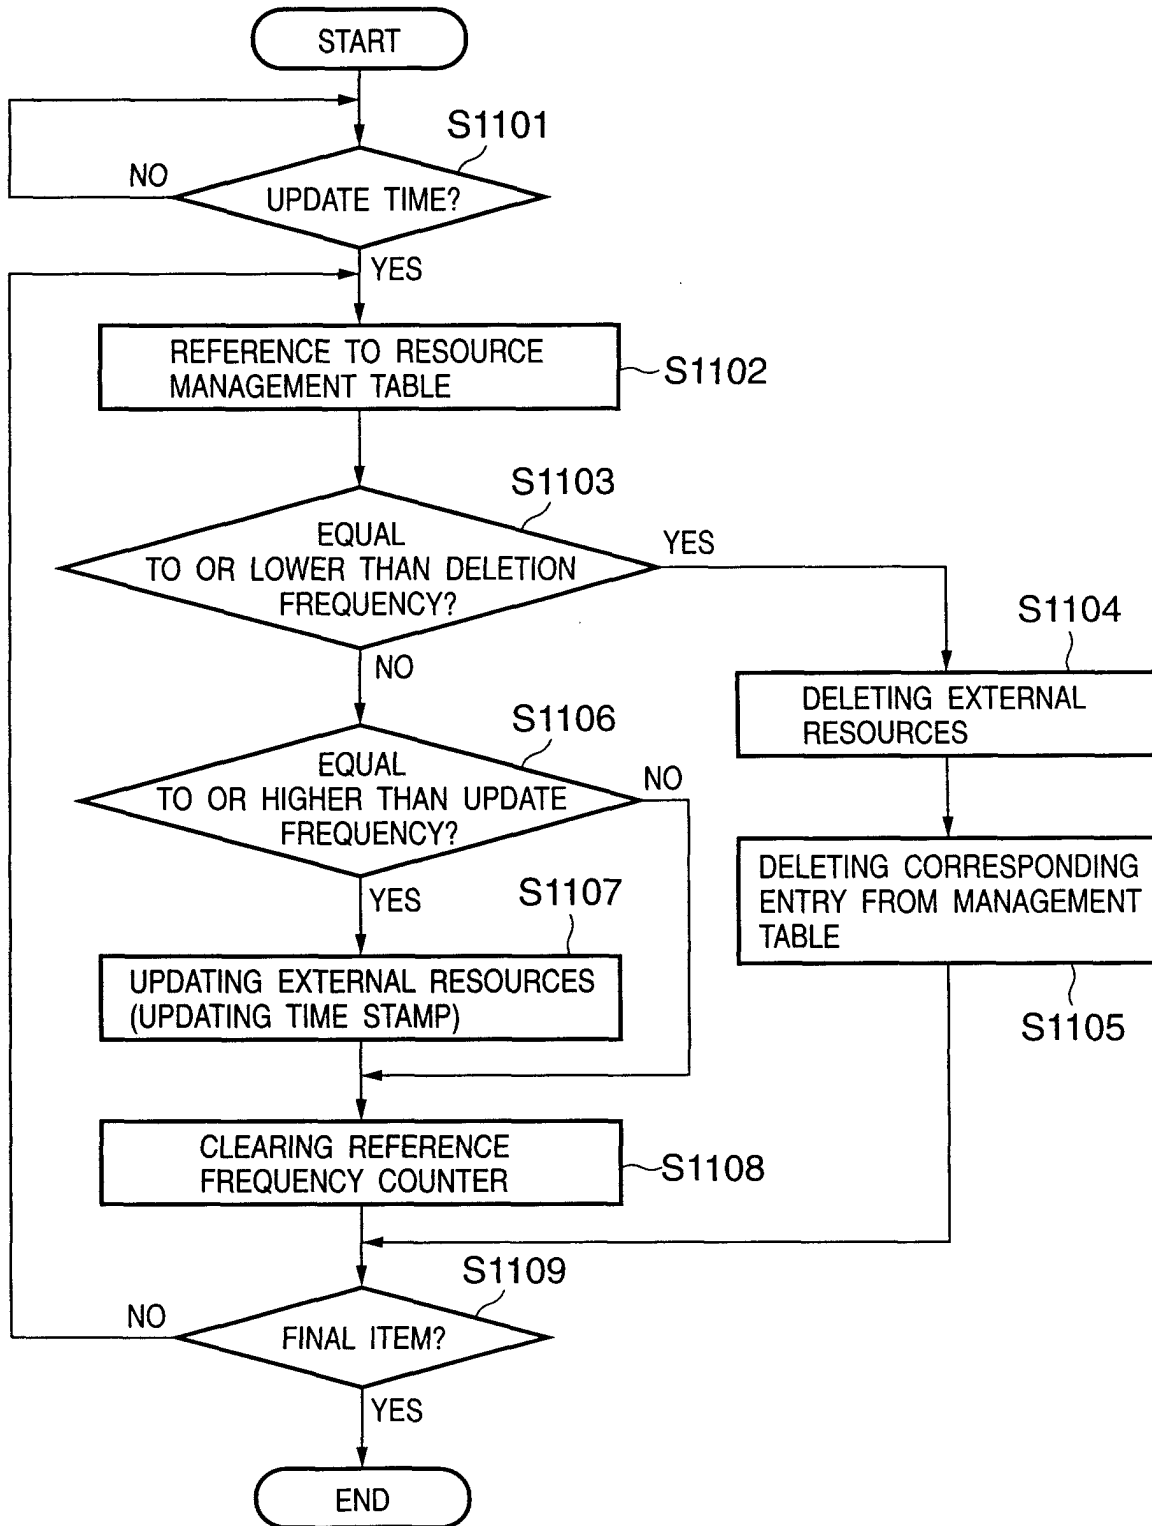 START
S1101
NO
UPDATE TIME?
YES
REFERENCE TO RESOURCE
MANAGEMENT TABLE
S1102
S1103
EQUAL
TO OR LOWER THAN DELETION
FREQUENCY?
YES
NO
S1104
DELETING EXTERNAL
RESOURCES
S1106
EQUAL
TO OR HIGHER THAN UPDATE
FREQUENCY?
NO
YES
DELETING CORRESPONDING
ENTRY FROM MANAGEMENT
TABLE
S1105
S1107
UPDATING EXTERNAL RESOURCES
(UPDATING TIME STAMP)
CLEARING REFERENCE
FREQUENCY COUNTER
S1108
S1109
NO
FINAL ITEM?
YES
END